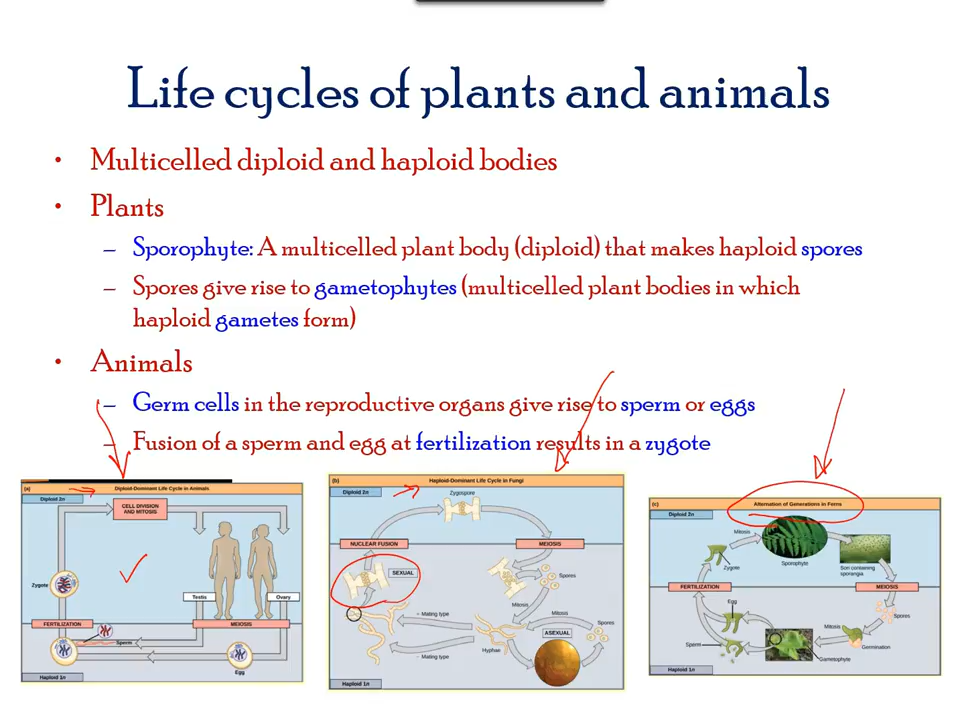 Life cycles of plants and animals
• Multicelled diploid and haploid bodies
• Plants
– Sporophyte: A multicelled plant body (diploid) that makes haploid spores
– Spores give rise to gametophytes (multicelled plant bodies in which
haploid gametes form)
• Animals
– Germ cells in the reproductive organs give rise to sperm or eggs
– Fusion of a sperm and egg at fertilization results in a zygote
(a) Diploid-Dominant Life Cycle in Animals
Diploid 2n
CELL DIVISION
AND MITOSIS
Zygote
Testis
Ovary
FERTILIZATION
MEIOSIS
Sperm
Egg
Haploid 1n
(b) Haploid-Dominant Life Cycle in Fungi
Diploid 2n
Zygospore
NUCLEAR FUSION
MEIOSIS
SEXUAL
Spores
Mitosis
Mitosis
– Mating type
Spores
ASEXUAL
Hyphae
– Mating type
Haploid 1n
(c) Alternation of Generations in Ferns
Diploid 2n
Mitosis
Zygote
Sporophyte
Sori containing
sporangia
FERTILIZATION
MEIOSIS
Egg
Spores
Mitosis
Sperm
Germination
Gametophyte
Haploid 1n